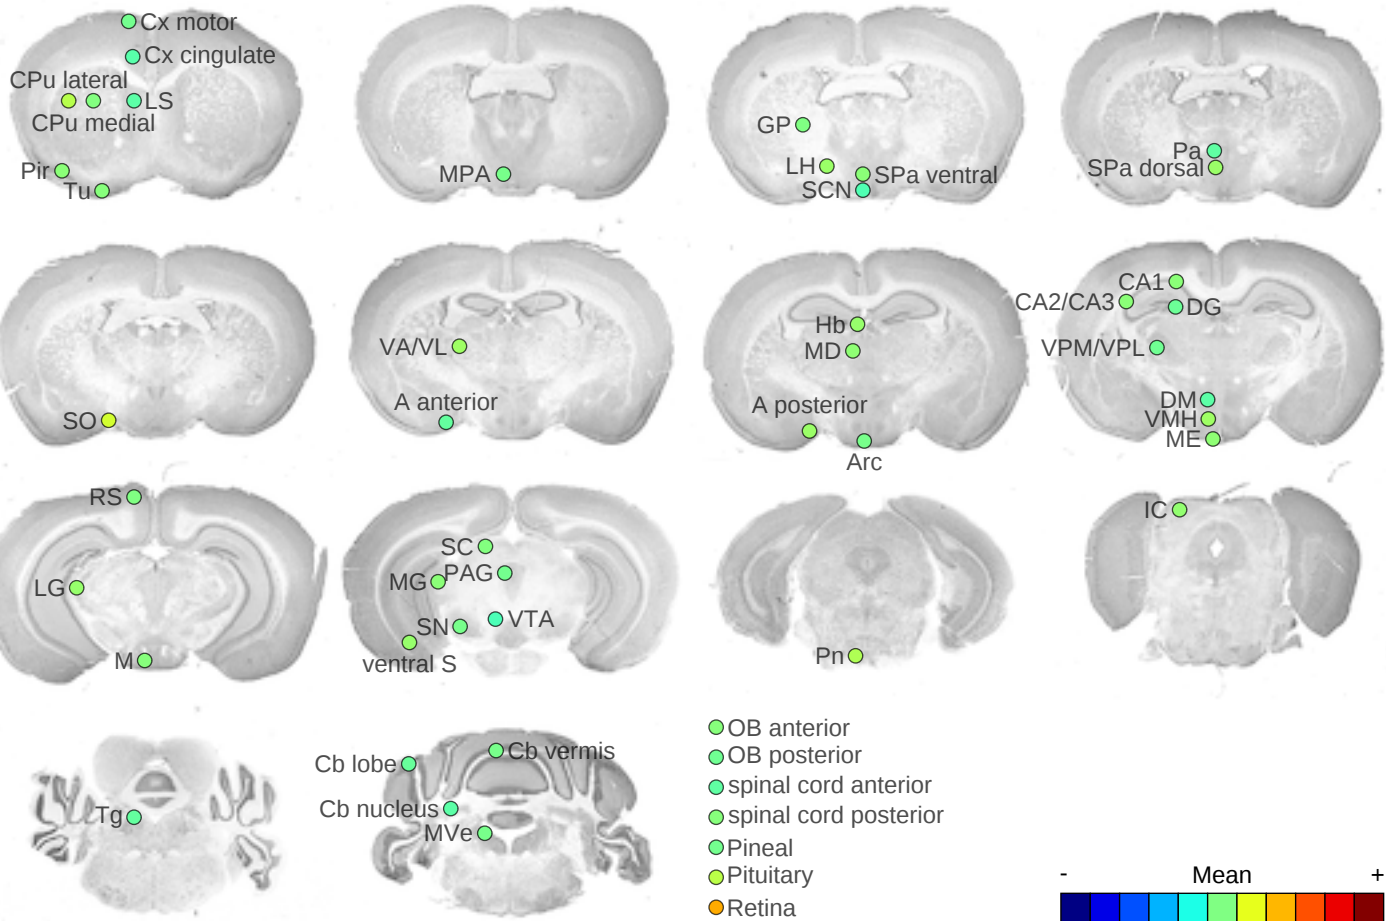 Cx motor
Cx cingulate
CPu lateral
LS
CPu medial
Pir
Tu
MPA
GP
LH
SPa ventral
SCN
Pa
SPa dorsal
SO
VA/VL
A anterior
Hb
MD
A posterior
Arc
CA1
CA2/CA3
DG
VPM/VPL
DM
VMH
ME
RS
LG
M
SC
MG
PAG
SN
VTA
ventral S
Pn
IC
Tg
Cb lobe
Cb vermis
Cb nucleus
MVe
OB anterior
OB posterior
spinal cord anterior
spinal cord posterior
Pineal
Pituitary
Retina
- Mean +